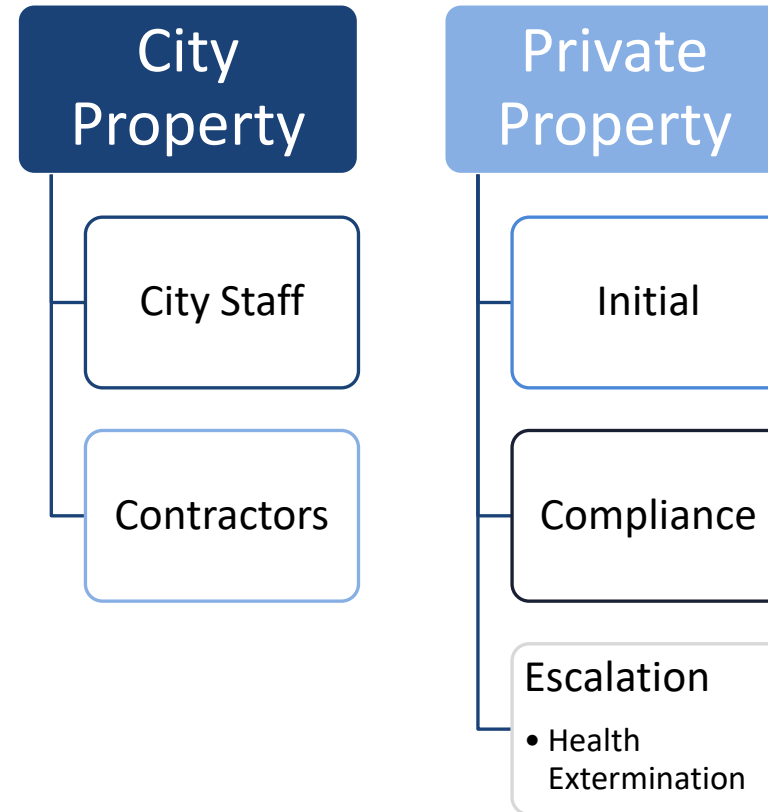 City
Property
City Staff
Contractors
Private
Property
Initial
Compliance
Escalation
• Health
Extermination